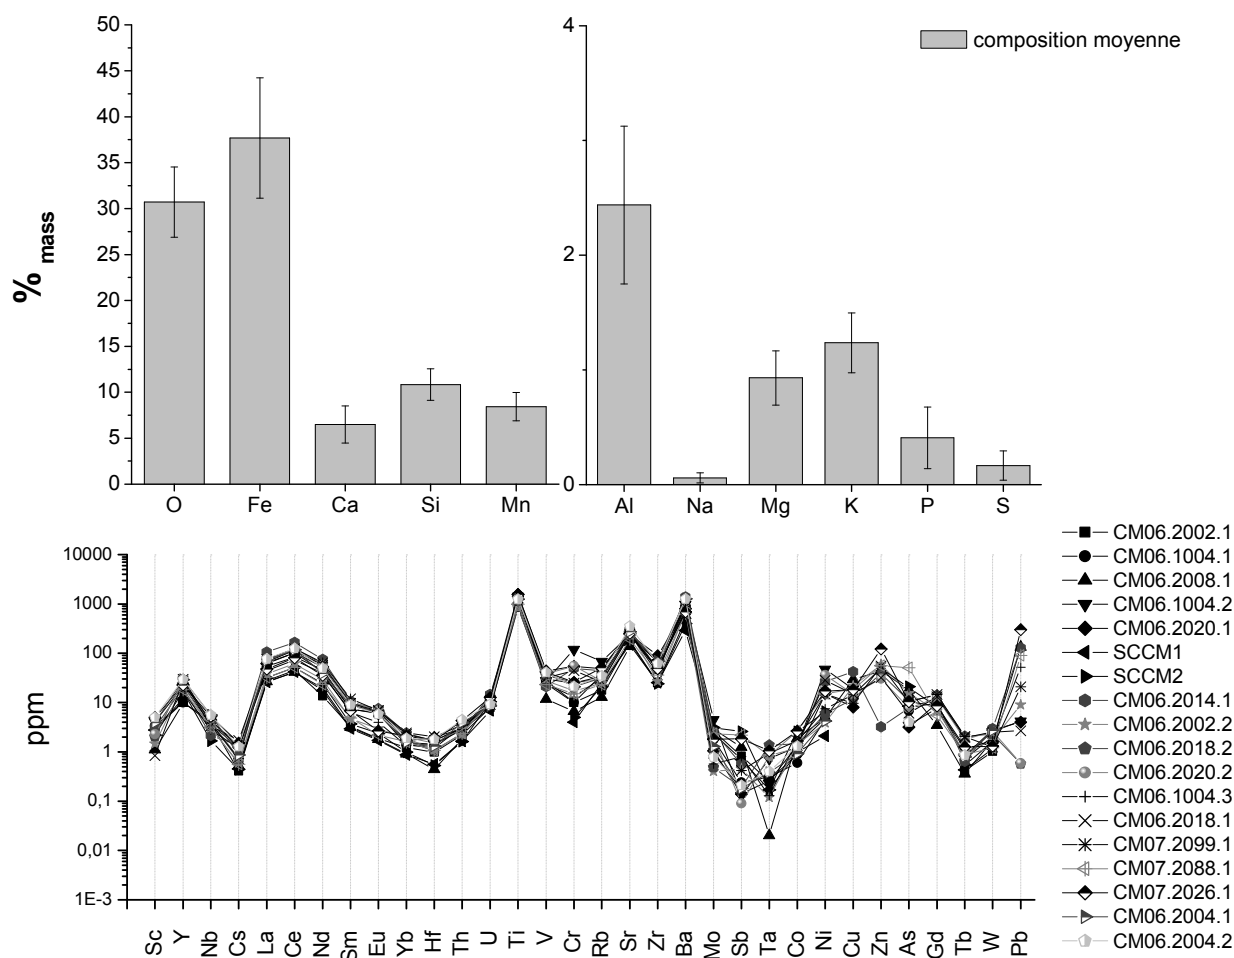 50
45
40
35
30
25
20
15
10
5
0
% mass
O Fe Ca Si Mn
4
2
0
composition moyenne
Al Na Mg K P S
10000
1000
100
10
1
0,1
0,01
1E-3
ppm
Sc Y Nb Cs La Ce Nd Sm Eu Yb Hf Th U Ti V Cr Rb Sr Zr Ba Mo Sb Ta Co Ni Cu Zn As Gd Tb W Pb
CM06.2002.1
CM06.1004.1
CM06.2008.1
CM06.1004.2
CM06.2020.1
SCCM1
SCCM2
CM06.2014.1
CM06.2002.2
CM06.2018.2
CM06.2020.2
CM06.1004.3
CM06.2018.1
CM07.2099.1
CM07.2088.1
CM07.2026.1
CM06.2004.1
CM06.2004.2